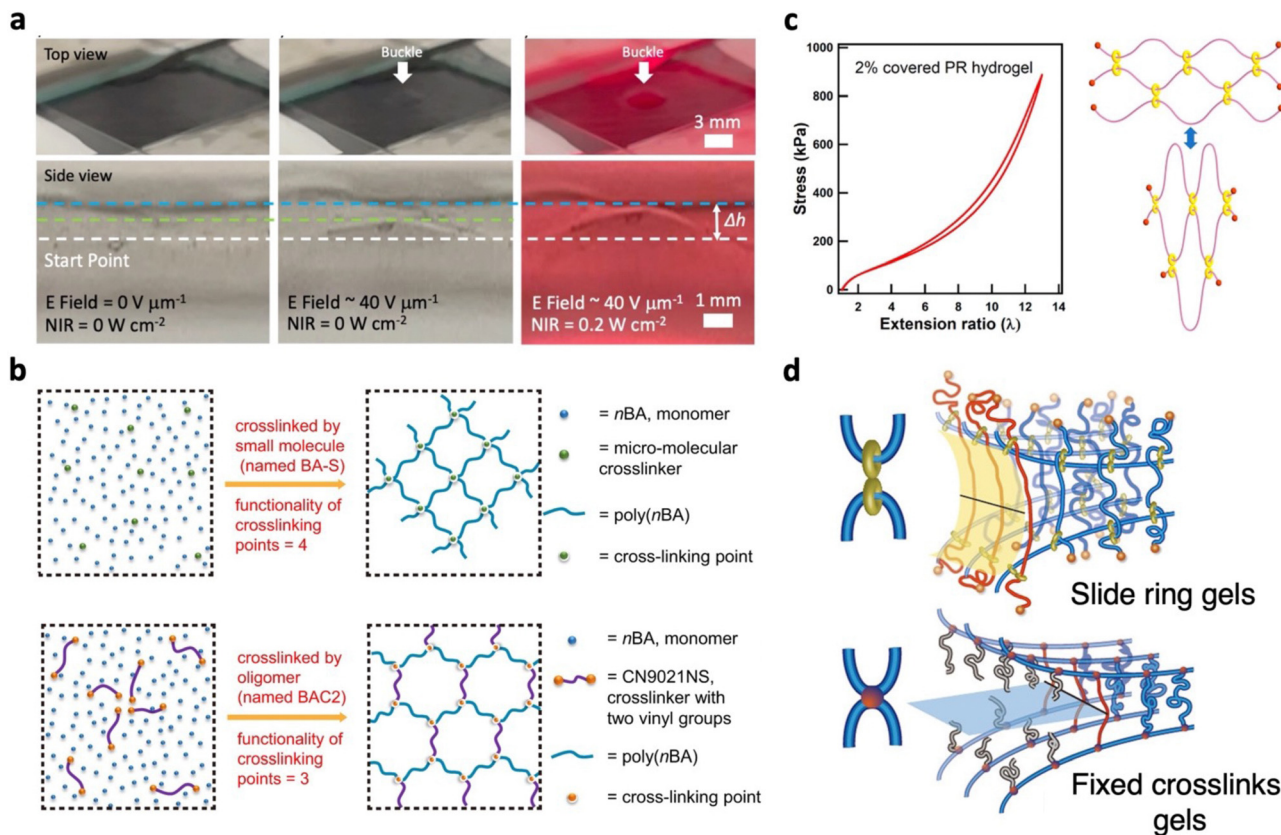 a
Top view
Buckle
Buckle
3 mm
Side view
Δh
Start Point
E Field = 0 V μm⁻¹
NIR = 0 W cm⁻²
E Field ~ 40 V μm⁻¹
NIR = 0 W cm⁻²
E Field ~ 40 V μm⁻¹
NIR = 0.2 W cm⁻²
1 mm
b
crosslinked by
small molecule
(named BA-S)
functionality of
crosslinking
points = 4
= nBA, monomer
= micro-molecular
crosslinker
= poly(nBA)
= cross-linking point
crosslinked by
oligomer
(named BAC2)
functionality of
crosslinking
points = 3
= nBA, monomer
= CN9021NS,
crosslinker with
two vinyl groups
= poly(nBA)
= cross-linking point
c
1000
800
600
400
200
0
Stress (kPa)
2% covered PR hydrogel
2
4
6
8
10
12
14
Extension ratio (λ)
d
Slide ring gels
Fixed crosslinks
gels